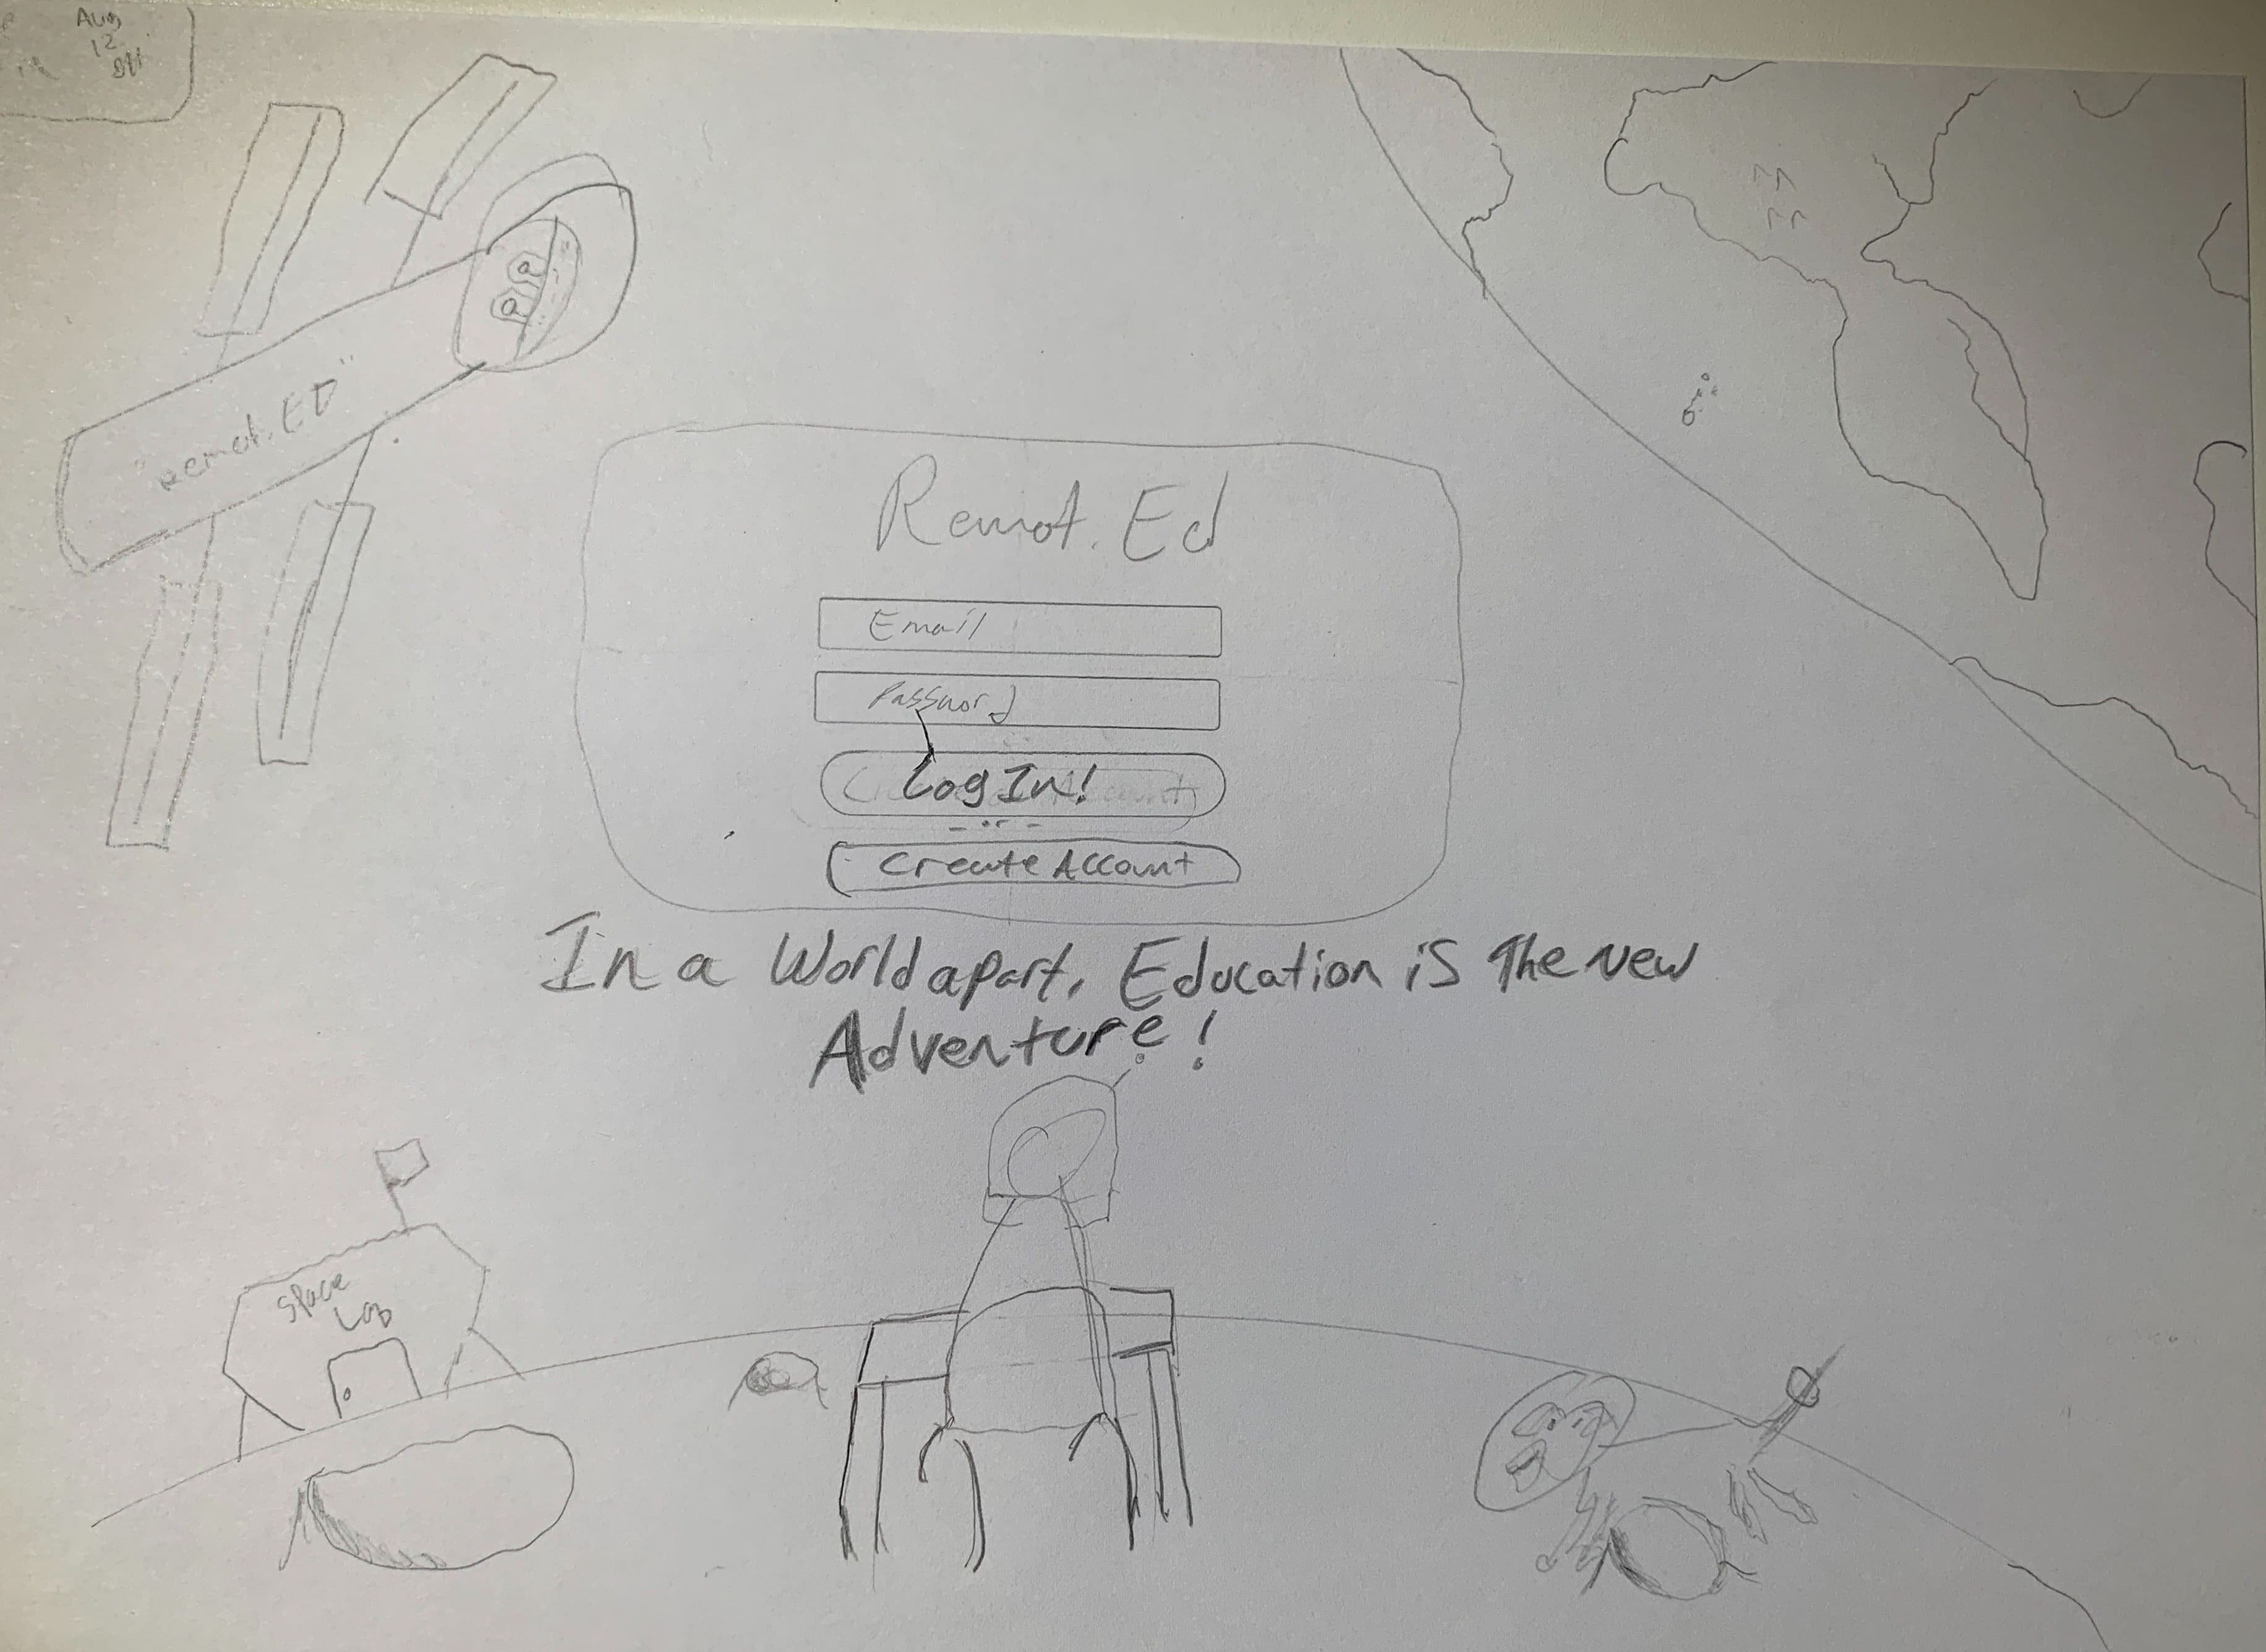 Aug
12
"Remot.ED"
Remot.Ed
Email
Password
Log In!
- or -
Create Account
In a World apart, Education is The New
Adventure!
Space
Lab